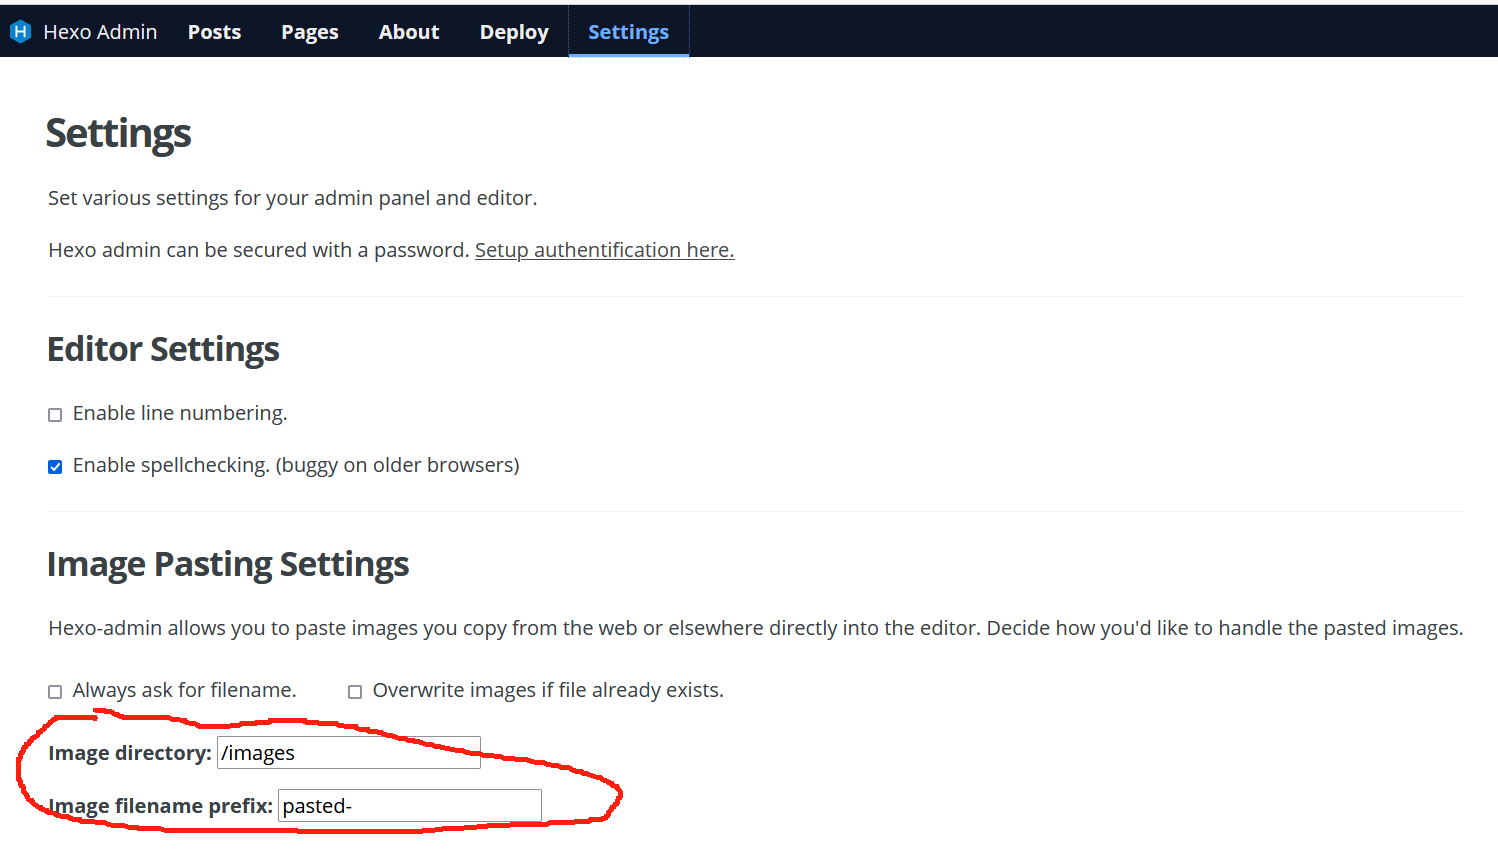 Hexo Admin Posts Pages About Deploy Settings
Settings
Set various settings for your admin panel and editor.
Hexo admin can be secured with a password. Setup authentification here.
Editor Settings
Enable line numbering.
Enable spellchecking. (buggy on older browsers)
Image Pasting Settings
Hexo-admin allows you to paste images you copy from the web or elsewhere directly into the editor. Decide how you'd like to handle the pasted images.
Always ask for filename. Overwrite images if file already exists.
Image directory: /images
Image filename prefix: pasted-